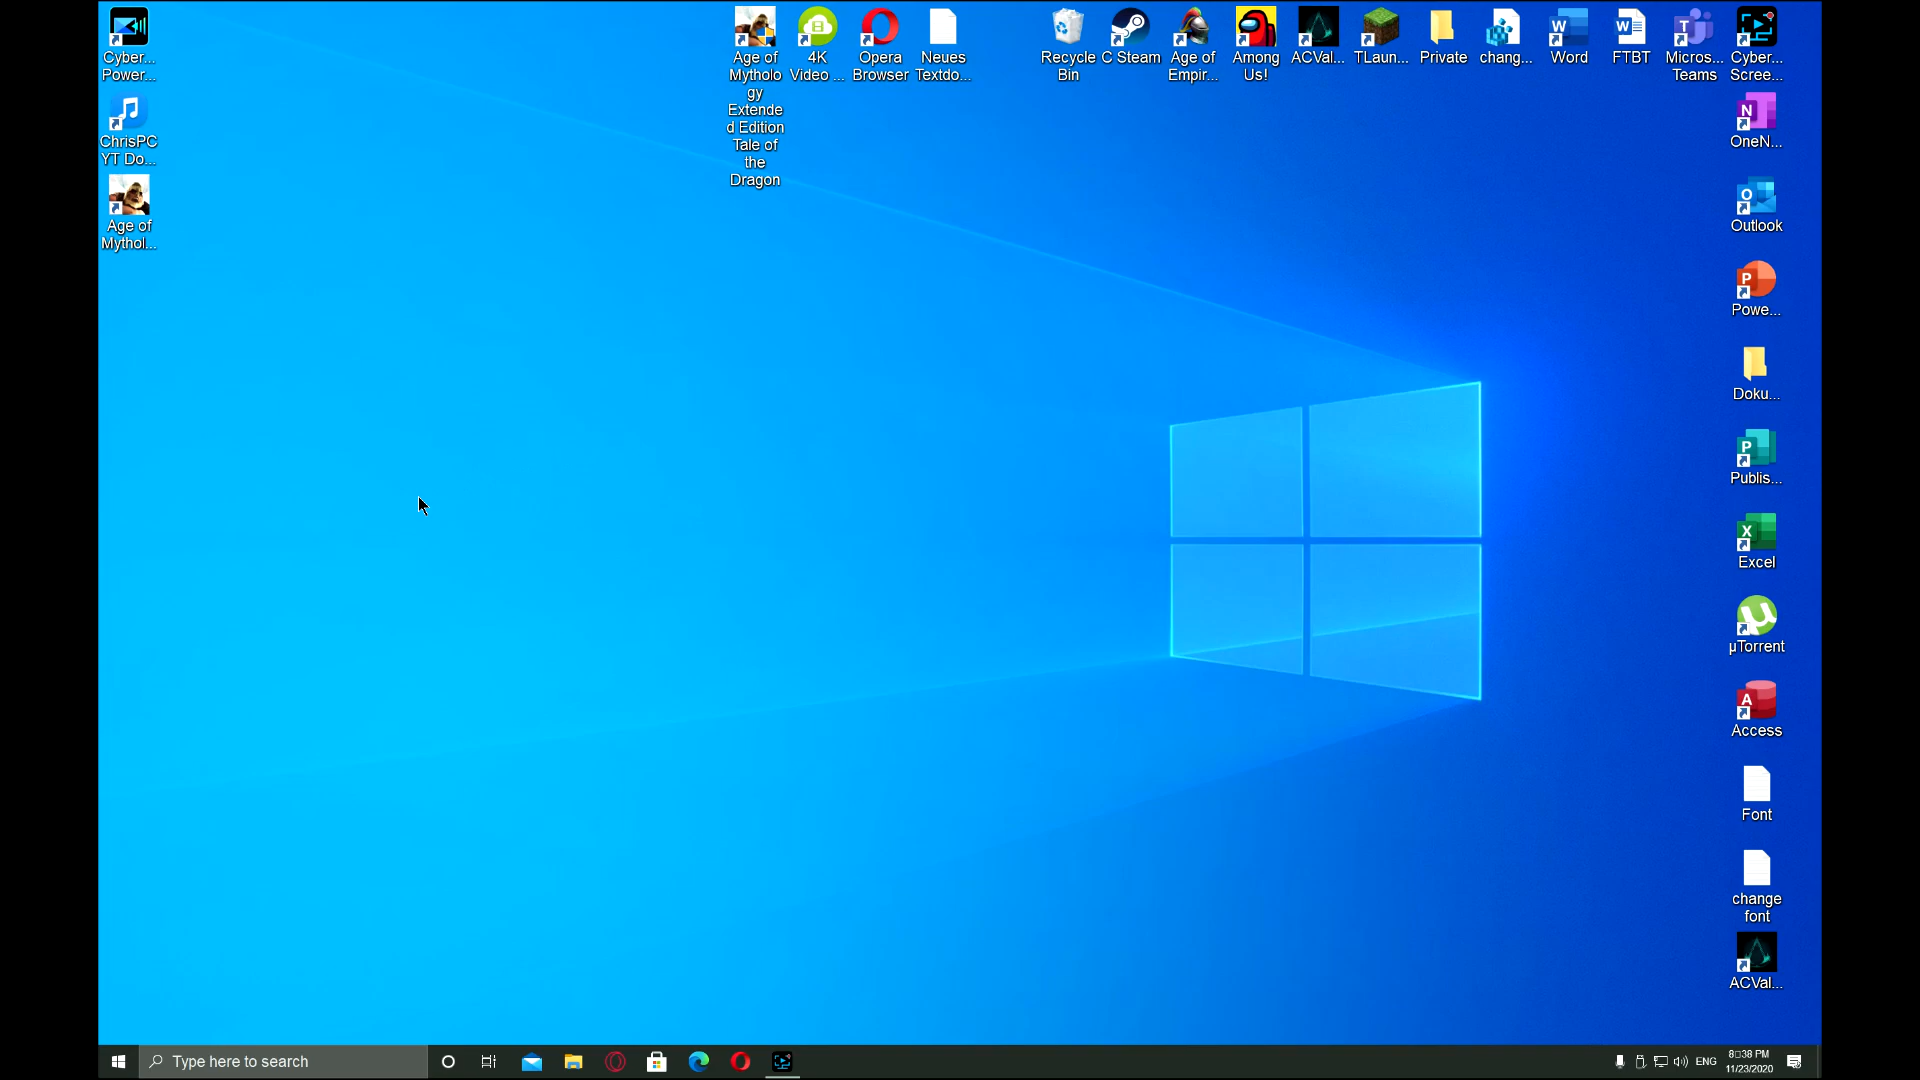 Cyber...
Power...
ChrisPC
YT Do...
Age of
Mythol...
Age of
Mytholo
gy
Extende
d Edition
Tale of
the
Dragon
4K
Video ...
Opera
Browser
Neues
Textdo...
Recycle
Bin
C Steam
Age of
Empir...
Among
Us!
ACVal...
TLaun...
Private
chang...
Word
FTBT
Micros...
Teams
Cyber...
Scree...
OneN...
Outlook
Powe...
Doku...
Publis...
Excel
µTorrent
Access
Font
change
font
ACVal...
Type here to search
ENG
8□38 PM
11/23/2020